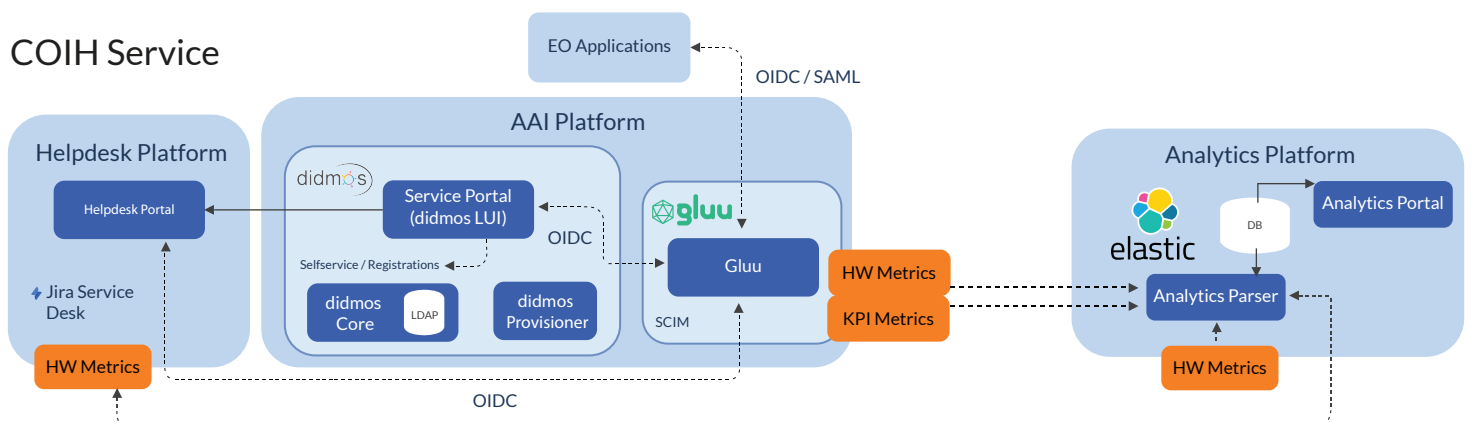 COIH Service
EO Applications
OIDC / SAML
Helpdesk Platform
Helpdesk Portal
Jira Service
Desk
HW Metrics
AAI Platform
didmos
Service Portal
(didmos LUI)
OIDC
Selfservice / Registrations
didmos
Core
LDAP
didmos
Provisioner
gluu
Gluu
SCIM
HW Metrics
KPI Metrics
OIDC
Analytics Platform
elastic
DB
Analytics Portal
Analytics Parser
HW Metrics